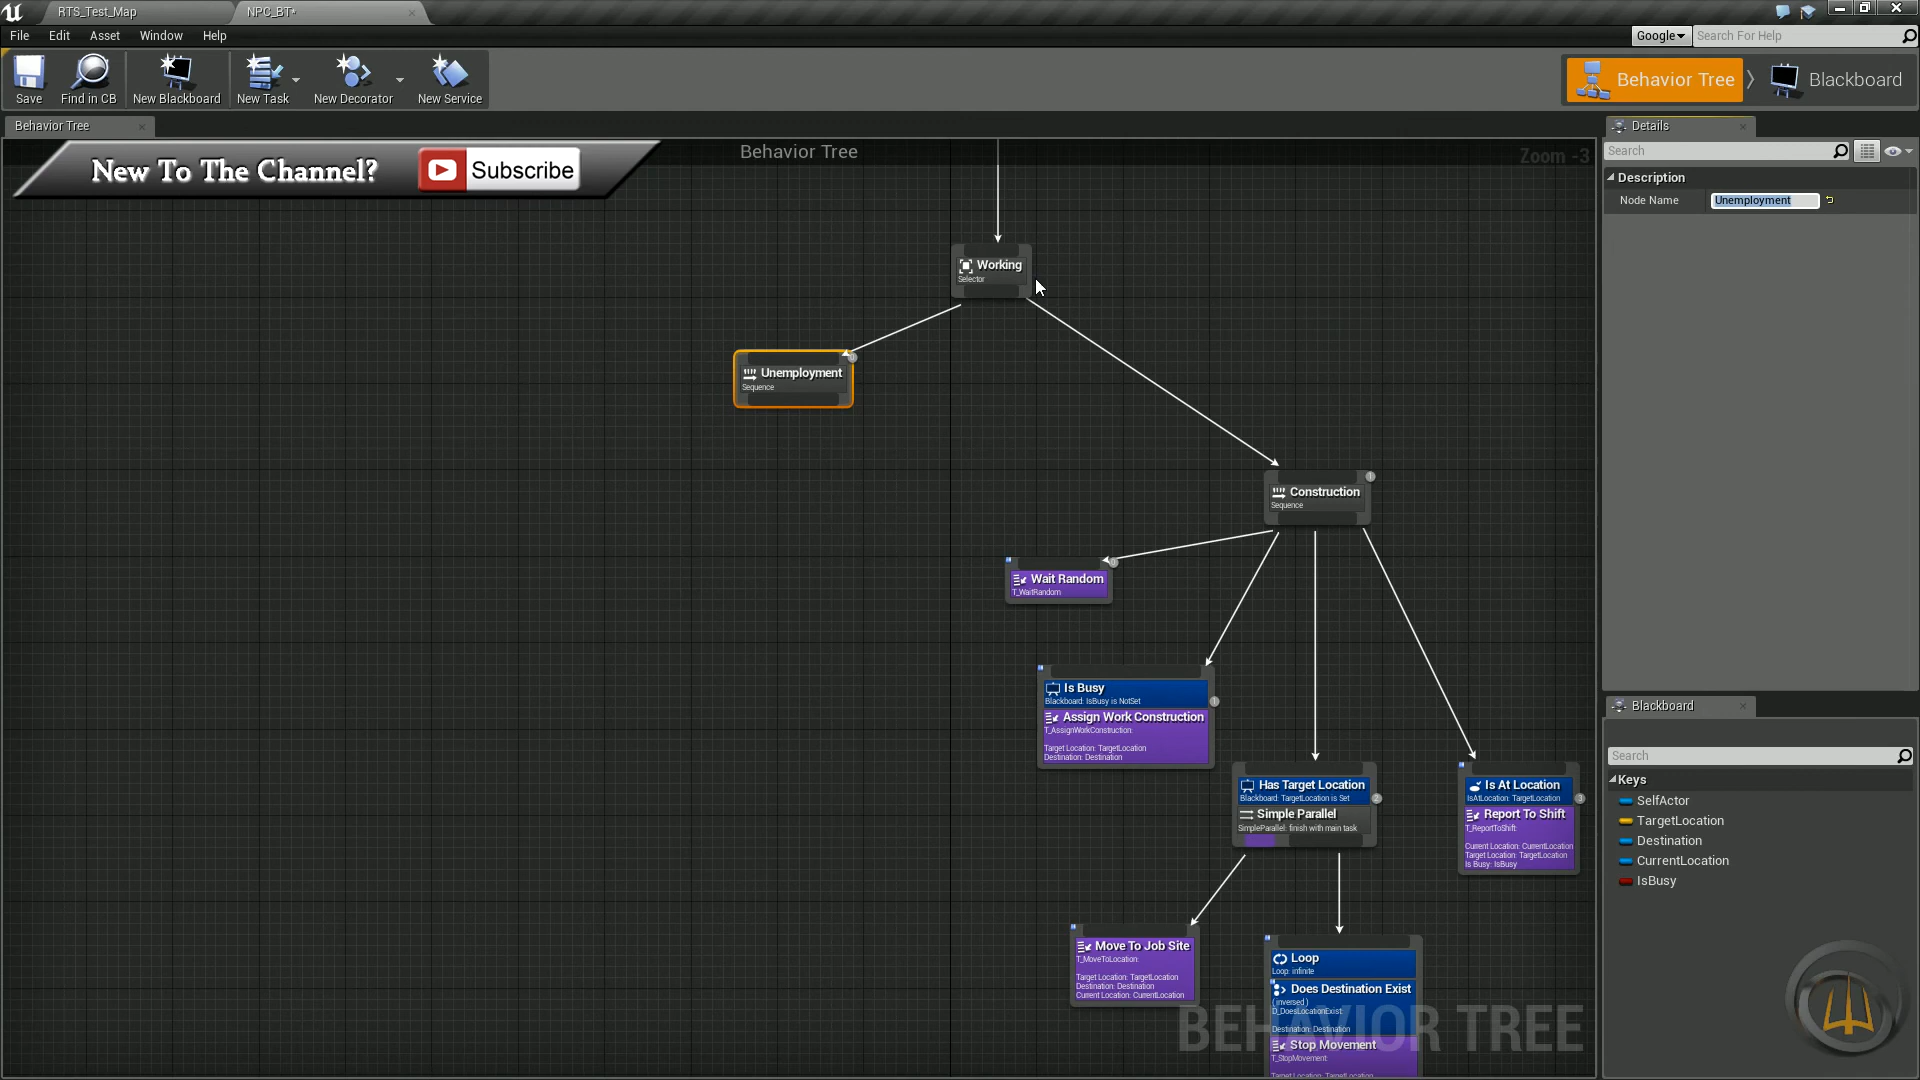 RTS_Test_Map
NPC_BT*
File Edit Asset Window Help
Google
Search For Help
Save
Find in CB
New Blackboard
New Task
New Decorator
New Service
Behavior Tree
Blackboard
Behavior Tree
Details
New To The Channel?
Subscribe
Behavior Tree
Zoom -3
Search
Description
Node Name
Unemployment
Working
Selector
Unemployment
Sequence
Construction
Sequence
Wait Random
T_WaitRandom
Is Busy
Blackboard: IsBusy is NotSet
Assign Work Construction
T_AssignWorkConstruction:
Target Location: TargetLocation
Destination: Destination
Has Target Location
Blackboard: TargetLocation is Set
Simple Parallel
SimpleParallel: finish with main task
Is At Location
IsAtLocation: TargetLocation
Report To Shift
T_ReportToShift:
Current Location: CurrentLocation
Target Location: TargetLocation
Is Busy: IsBusy
Move To Job Site
T_MoveToLocation:
Target Location: TargetLocation
Destination: Destination
Current Location: CurrentLocation
Loop
Loop: infinite
Does Destination Exist
( inversed )
D_DoesLocationExist:
Destination: Destination
Stop Movement
T_StopMovement:
Target Location: TargetLocation
BEHAVIOR TREE
Blackboard
Search
Keys
SelfActor
TargetLocation
Destination
CurrentLocation
IsBusy